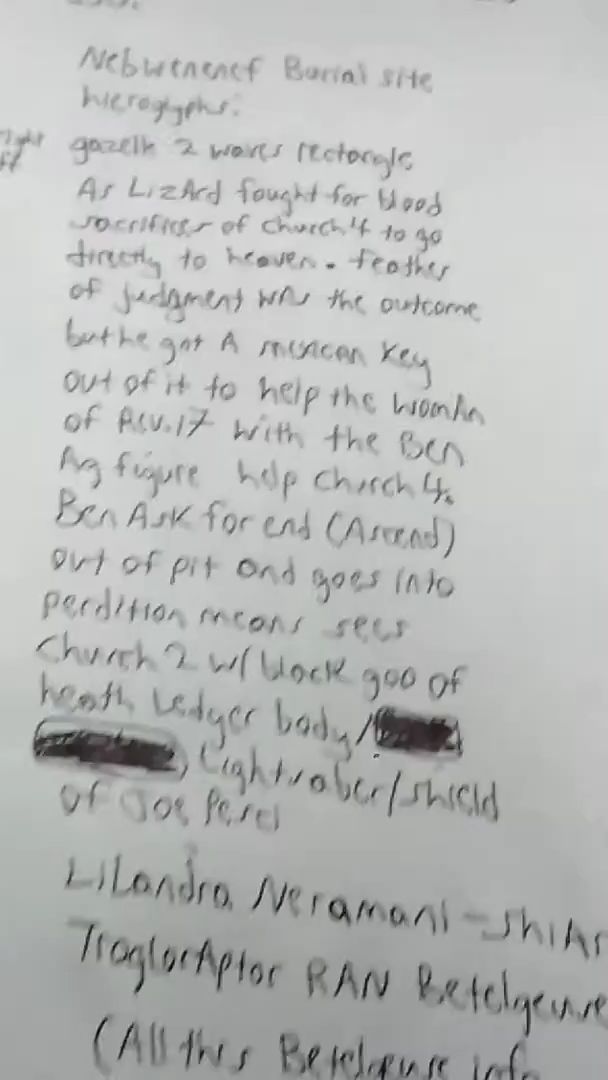 Nebwenenef Burial site
hieroglyphs:
gazelle 2 waves rectangle
As LizArd fought for blood
sacrifices of church 4 to go
directly to heaven. Feather
of judgment WAs the outcome
but he got A key
out of it to help the WomAn
of Rev. 17 with the Ben
Aq figure help church 4.
Ben Ask for end (Ascend)
out of pit and goes into
perdition means sees
Church 2 w/ black goo of
heath Ledger body/
Lightsaber/shield
of Joe Pesci
LiLandra Neramani - ShiAr
TroglorAptor RAN Betelgeuse
(All this Betelgeuse info